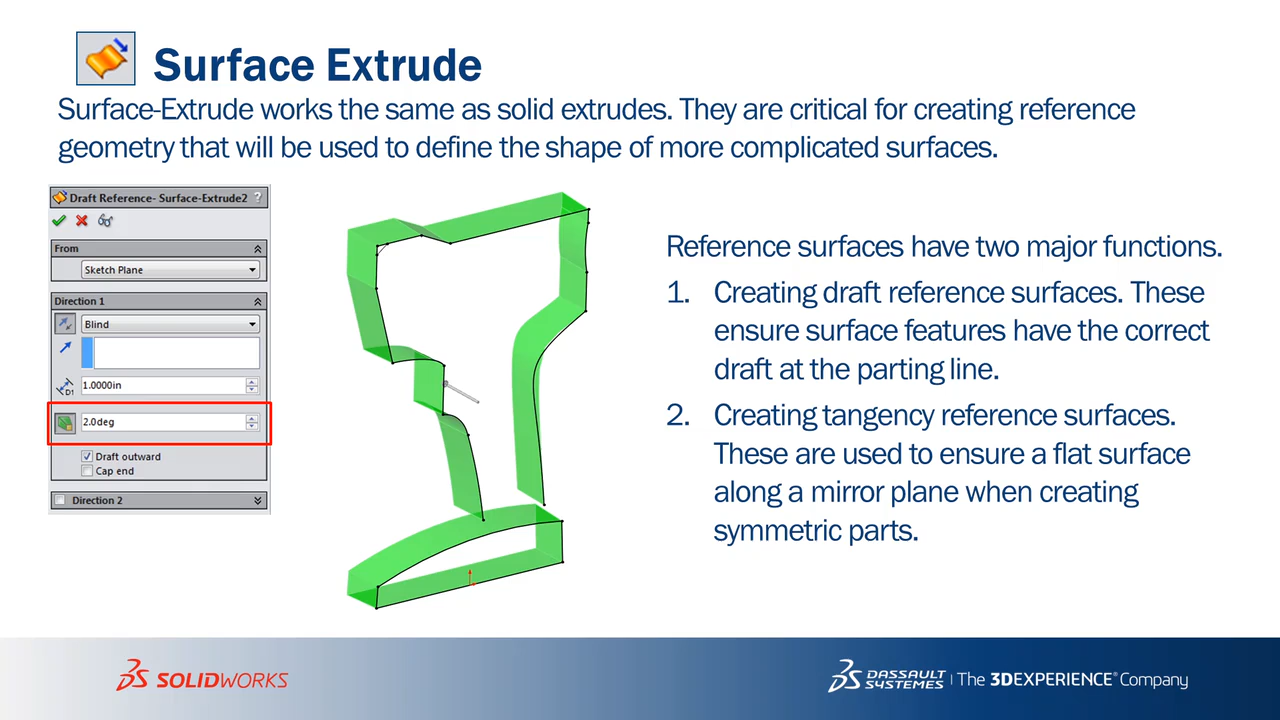 Surface Extrude
Surface-Extrude works the same as solid extrudes. They are critical for creating reference
geometry that will be used to define the shape of more complicated surfaces.
Draft Reference- Surface-Extrude2 ?
From
Sketch Plane
Direction 1
Blind
D1
1.0000in
2.0deg
Draft outward
Cap end
Direction 2
Reference surfaces have two major functions.
1. Creating draft reference surfaces. These
ensure surface features have the correct
draft at the parting line.
2. Creating tangency reference surfaces.
These are used to ensure a flat surface
along a mirror plane when creating
symmetric parts.
3S SOLIDWORKS
3S DASSAULT SYSTEMES | The 3DEXPERIENCE® Company